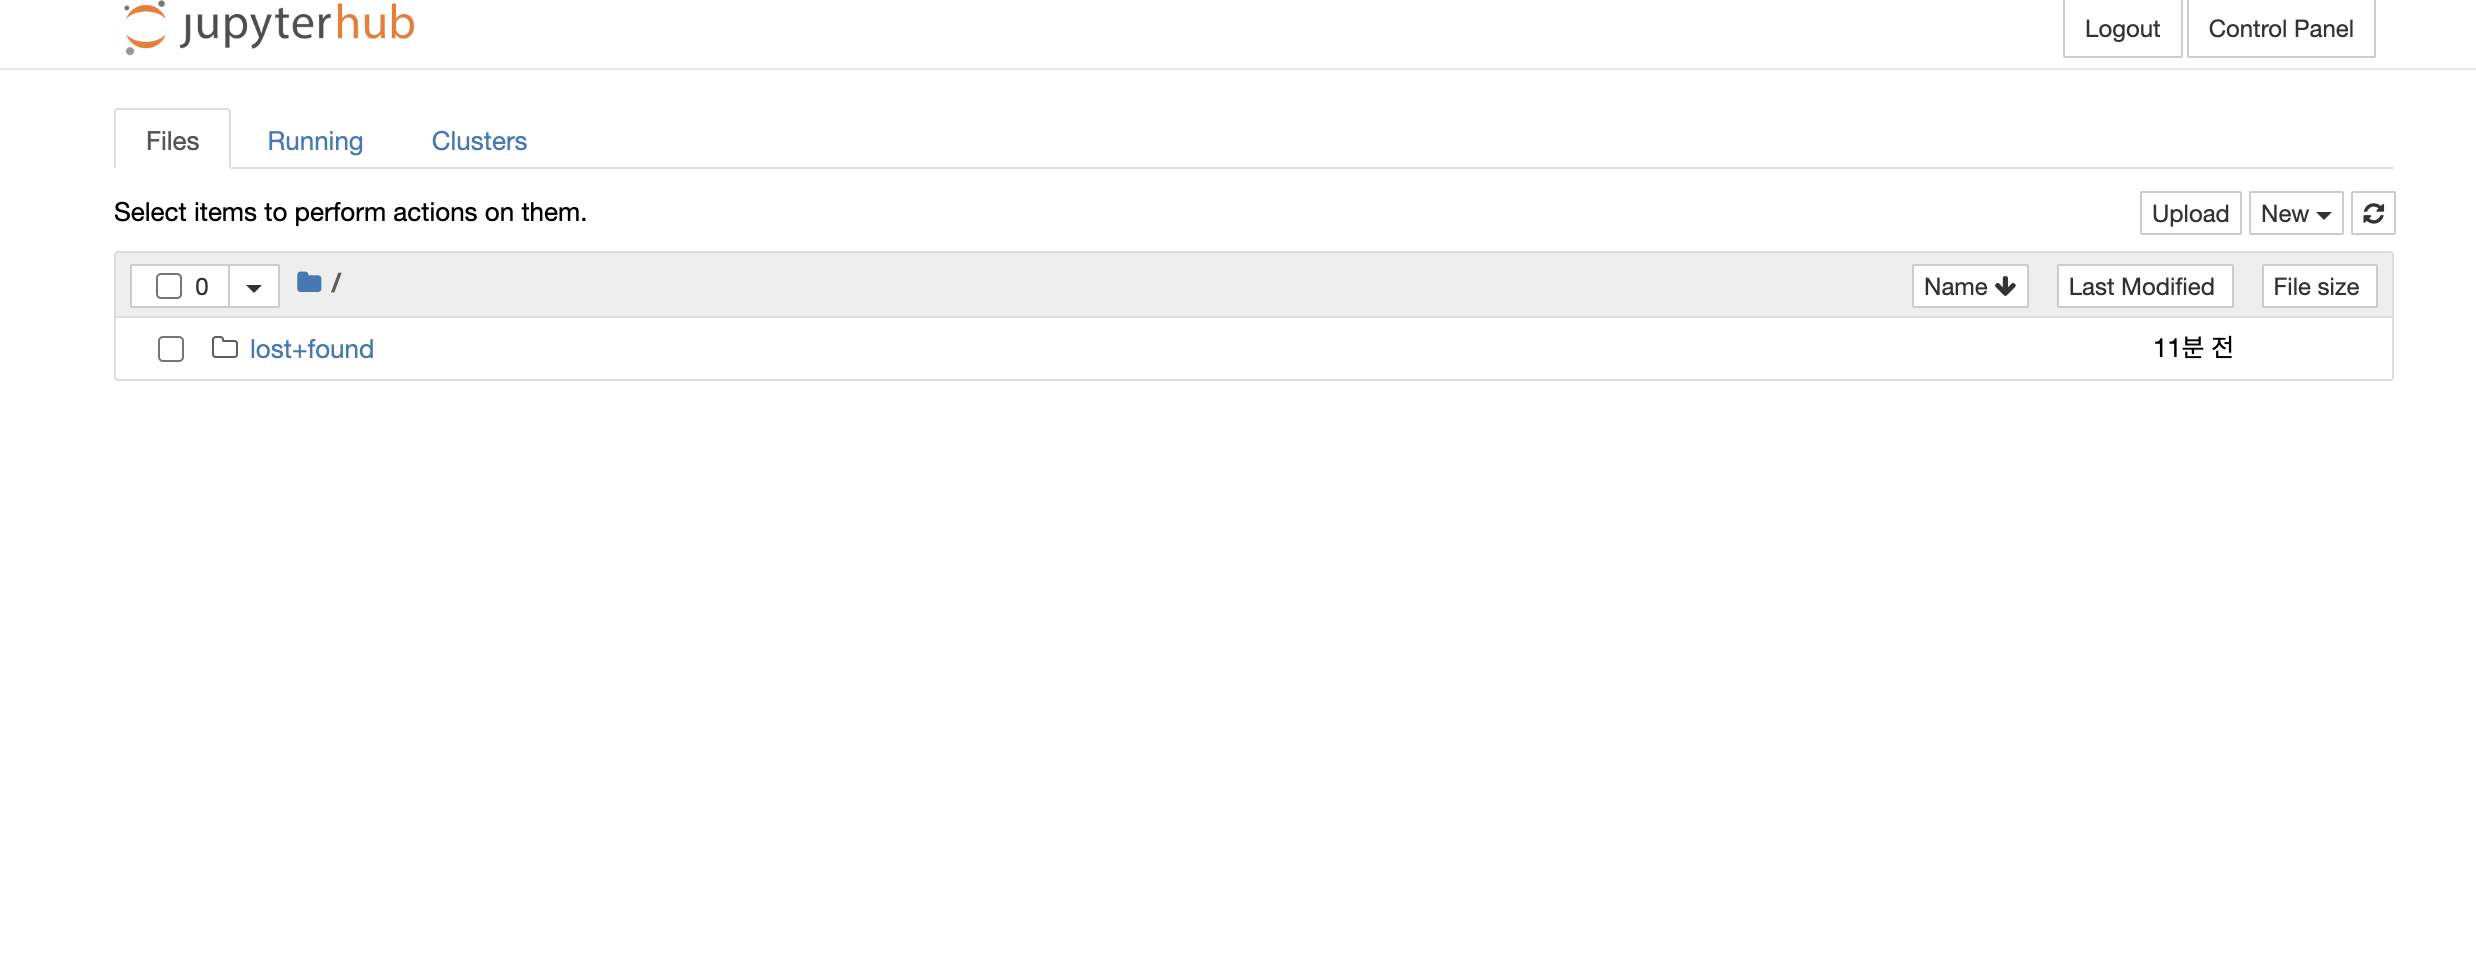 jupyterhub
Logout Control Panel
Files Running Clusters
Select items to perform actions on them.
Upload New
0 / Name Last Modified File size
lost+found 11분 전